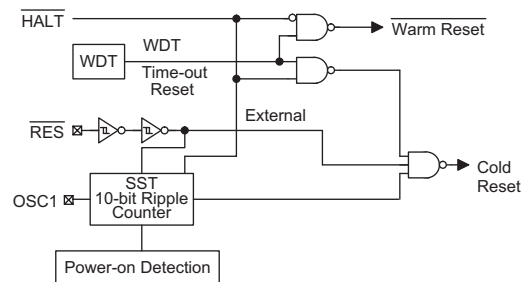 HALT
WDT
WDT
Time-out
Reset
Warm Reset
RES
External
Cold
Reset
OSC1
SST
10-bit Ripple
Counter
Power-on Detection